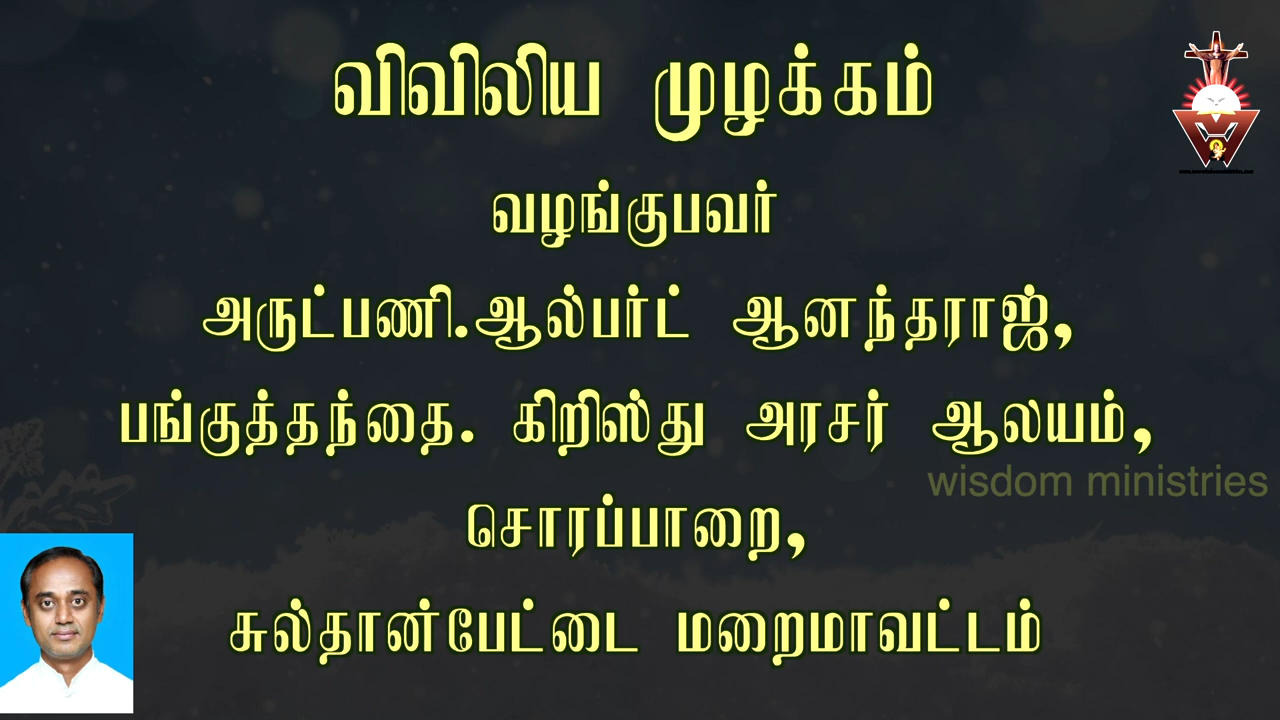 விவிலிய முழக்கம்
வழங்குபவர்
அருட்பணி.ஆல்பர்ட் ஆனந்தராஜ்,
பங்குத்தந்தை. கிறிஸ்து அரசர் ஆலயம்,
wisdom ministries
சொரப்பாறை,
சுல்தான்பேட்டை மறைமாவட்டம்